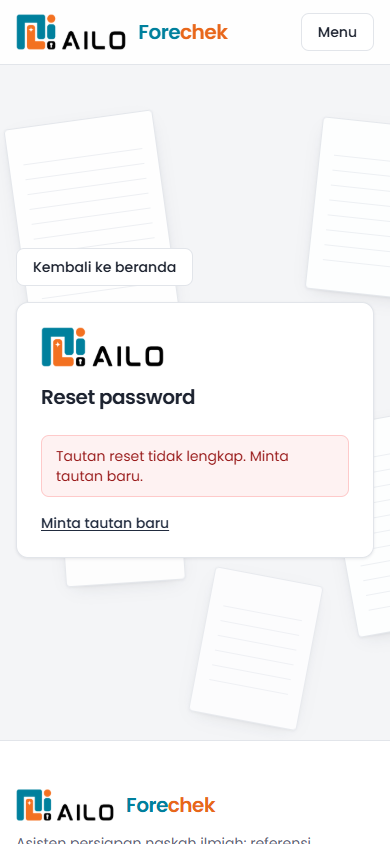 AILO Forechek
Menu
Kembali ke beranda
AILO
Reset password
Tautan reset tidak lengkap. Minta
tautan baru.
Minta tautan baru
AILO Forechek
Asisten persiapan naskah ilmiah: referensi,